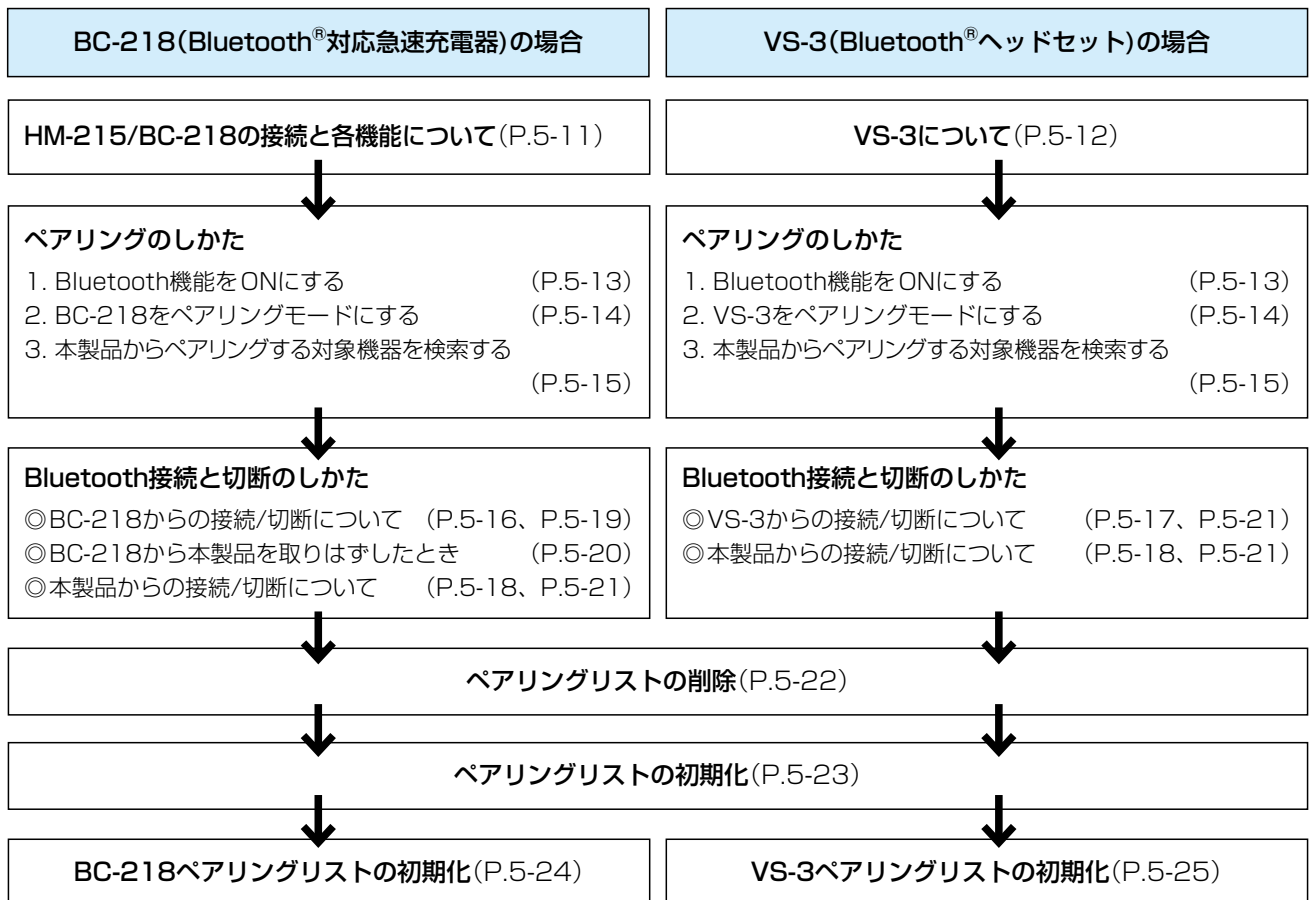 BC-218(Bluetooth®対応急速充電器)の場合
VS-3(Bluetooth®ヘッドセット)の場合
HM-215/BC-218の接続と各機能について(P.5-11)
VS-3について(P.5-12)
ペアリングのしかた
1. Bluetooth機能をONにする (P.5-13)
2. BC-218をペアリングモードにする (P.5-14)
3. 本製品からペアリングする対象機器を検索する
(P.5-15)
ペアリングのしかた
1. Bluetooth機能をONにする (P.5-13)
2. VS-3をペアリングモードにする (P.5-14)
3. 本製品からペアリングする対象機器を検索する
(P.5-15)
Bluetooth接続と切断のしかた
◎BC-218からの接続/切断について (P.5-16、P.5-19)
◎BC-218から本製品を取りはずしたとき (P.5-20)
◎本製品からの接続/切断について (P.5-18、P.5-21)
Bluetooth接続と切断のしかた
◎VS-3からの接続/切断について (P.5-17、P.5-21)
◎本製品からの接続/切断について (P.5-18、P.5-21)
ペアリングリストの削除(P.5-22)
ペアリングリストの初期化(P.5-23)
BC-218ペアリングリストの初期化(P.5-24)
VS-3ペアリングリストの初期化(P.5-25)